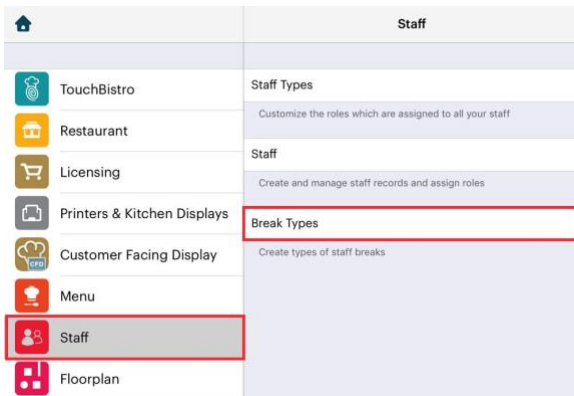 Staff
TouchBistro
Restaurant
Licensing
Printers & Kitchen Displays
CFD
Customer Facing Display
Menu
Staff
Floorplan
Staff Types
Customize the roles which are assigned to all your staff
Staff
Create and manage staff records and assign roles
Break Types
Create types of staff breaks